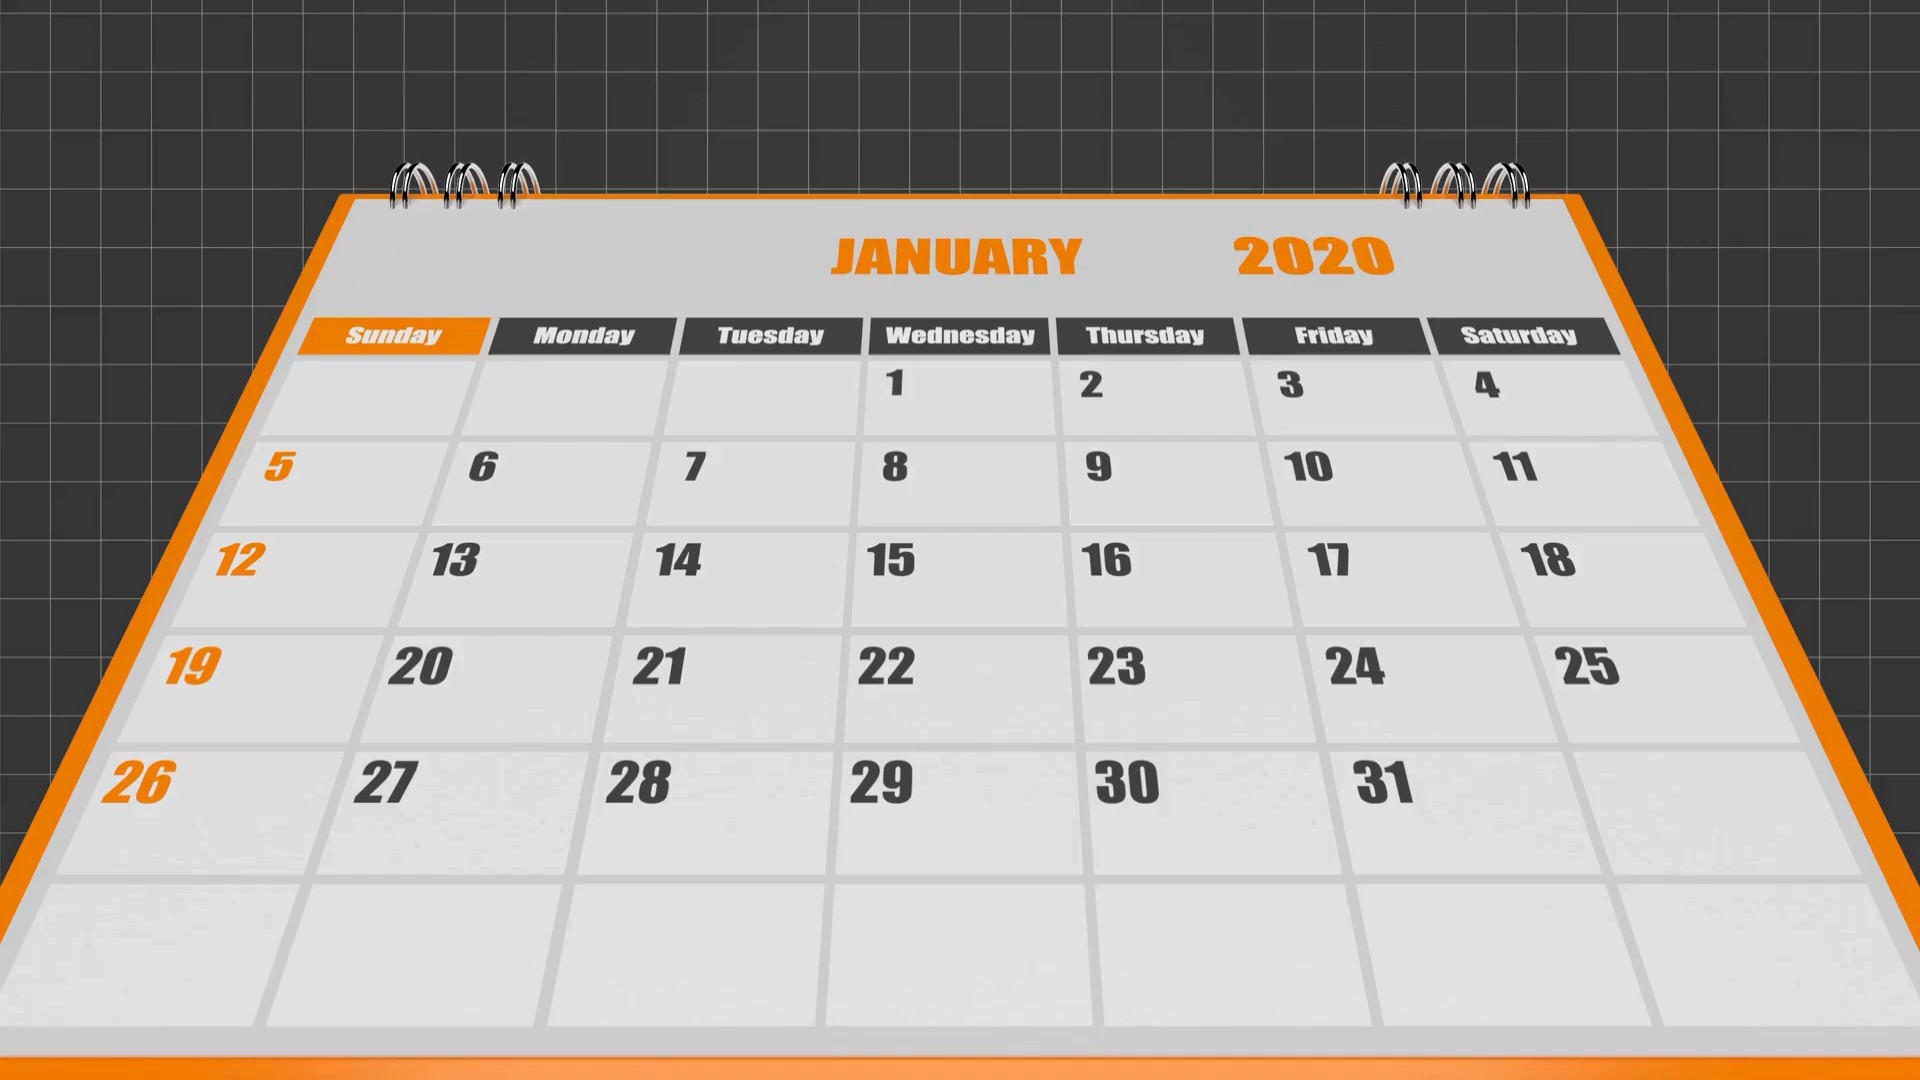 JANUARY 2020
Sunday Monday Tuesday Wednesday Thursday Friday Saturday
1 2 3 4
5 6 7 8 9 10 11
12 13 14 15 16 17 18
19 20 21 22 23 24 25
26 27 28 29 30 31